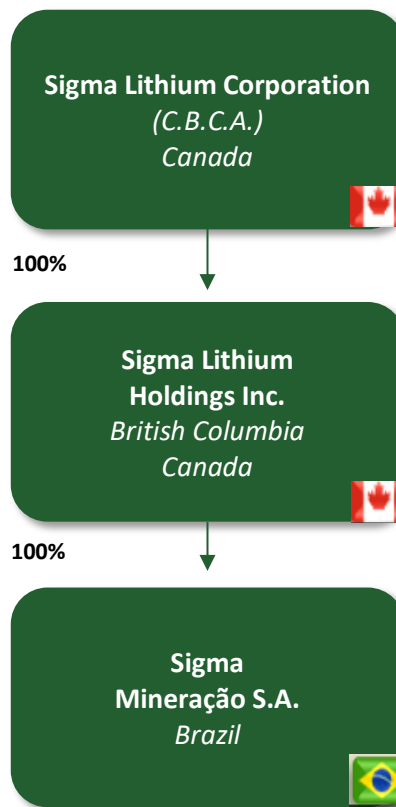 Sigma Lithium Corporation
(C.B.C.A.)
Canada
100%
Sigma Lithium
Holdings Inc.
British Columbia
Canada
100%
Sigma
Mineração S.A.
Brazil